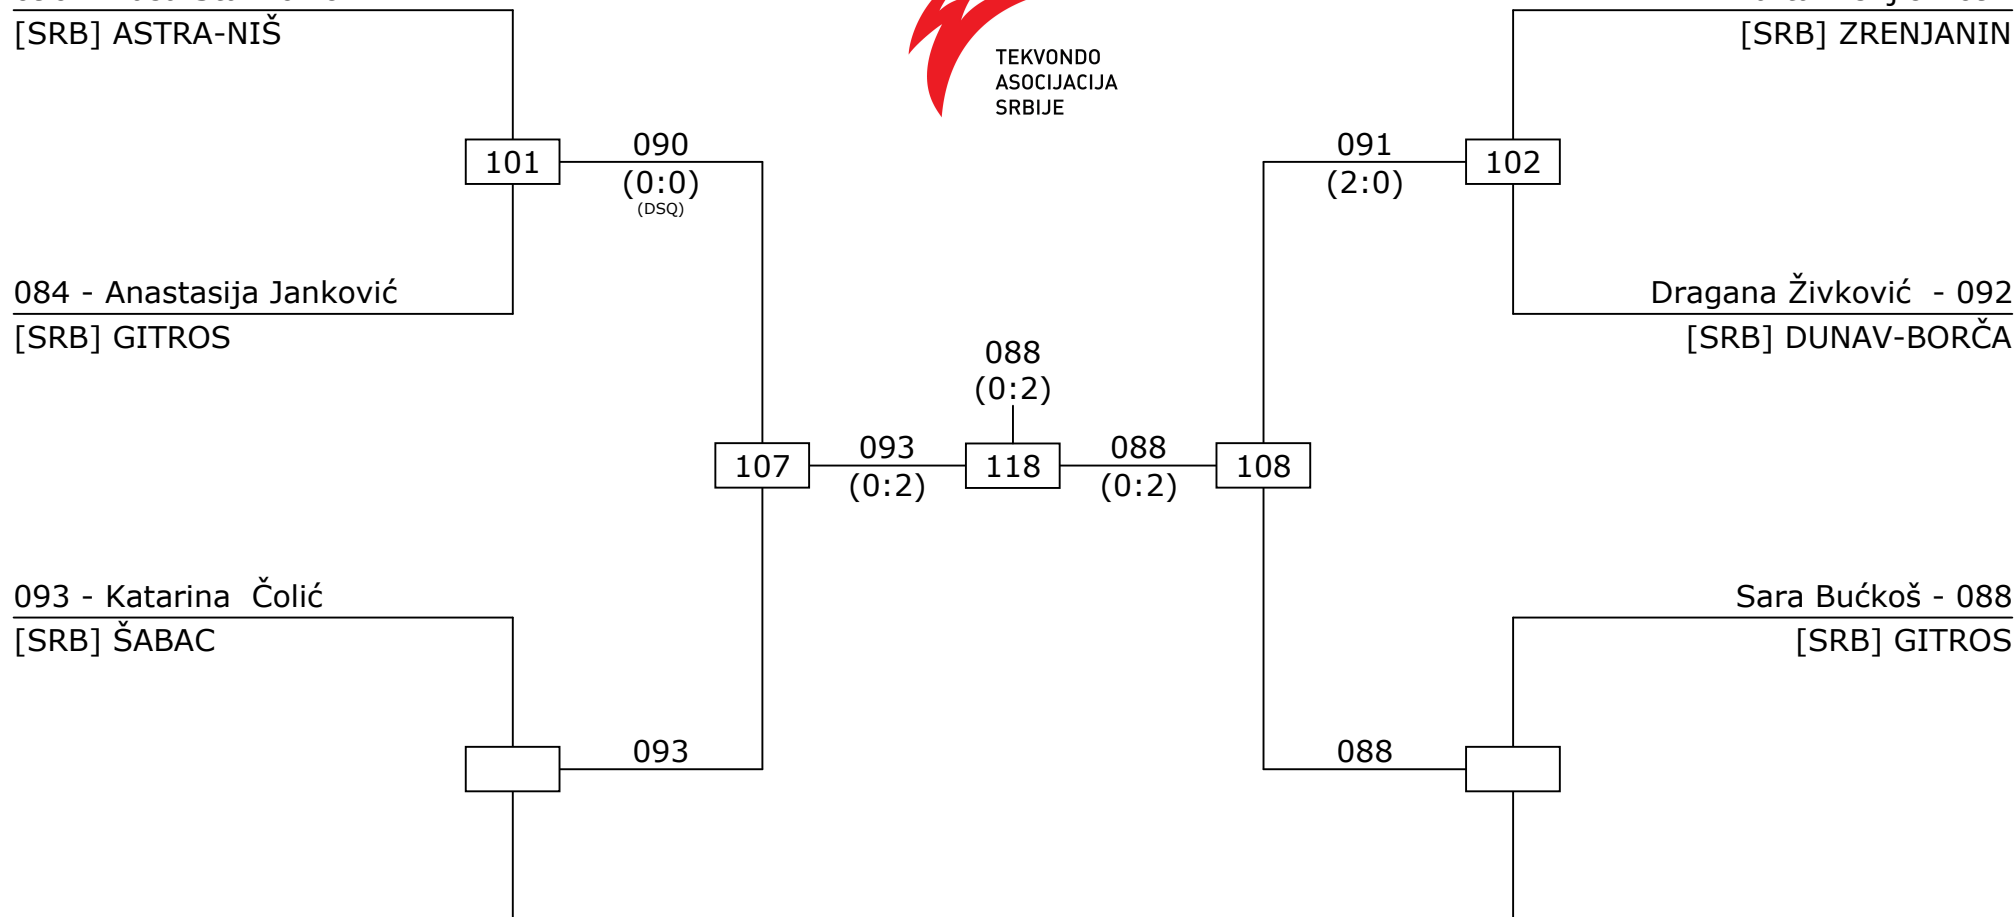 [SRB] ASTRA-NIŠ
[SRB] ZRENJANIN
TEKVONDO
ASOCIJACIJA
SRBIJE
101
090
(0:0)
(DSQ)
091
(2:0)
102
084 - Anastasija Janković
[SRB] GITROS
Dragana Živković - 092
[SRB] DUNAV-BORČA
088
(0:2)
107
093
(0:2)
118
088
(0:2)
108
093 - Katarina Čolić
[SRB] ŠABAC
Sara Bućkoš - 088
[SRB] GITROS
093
088